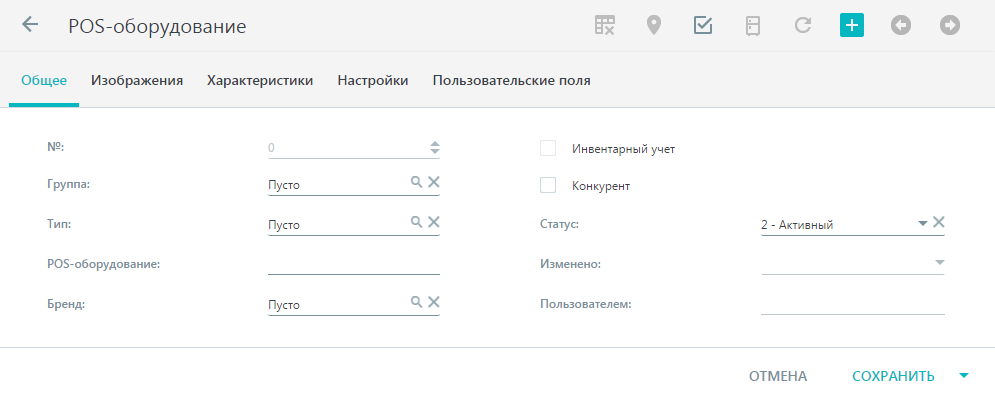 POS-оборудование
Общее Изображения Характеристики Настройки Пользовательские поля
№: 0 Инвентарный учет
Группа: Пусто Конкурент
Тип: Пусто Статус: 2 - Активный
POS-оборудование: Изменено:
Бренд: Пусто Пользователем:
ОТМЕНА СОХРАНИТЬ